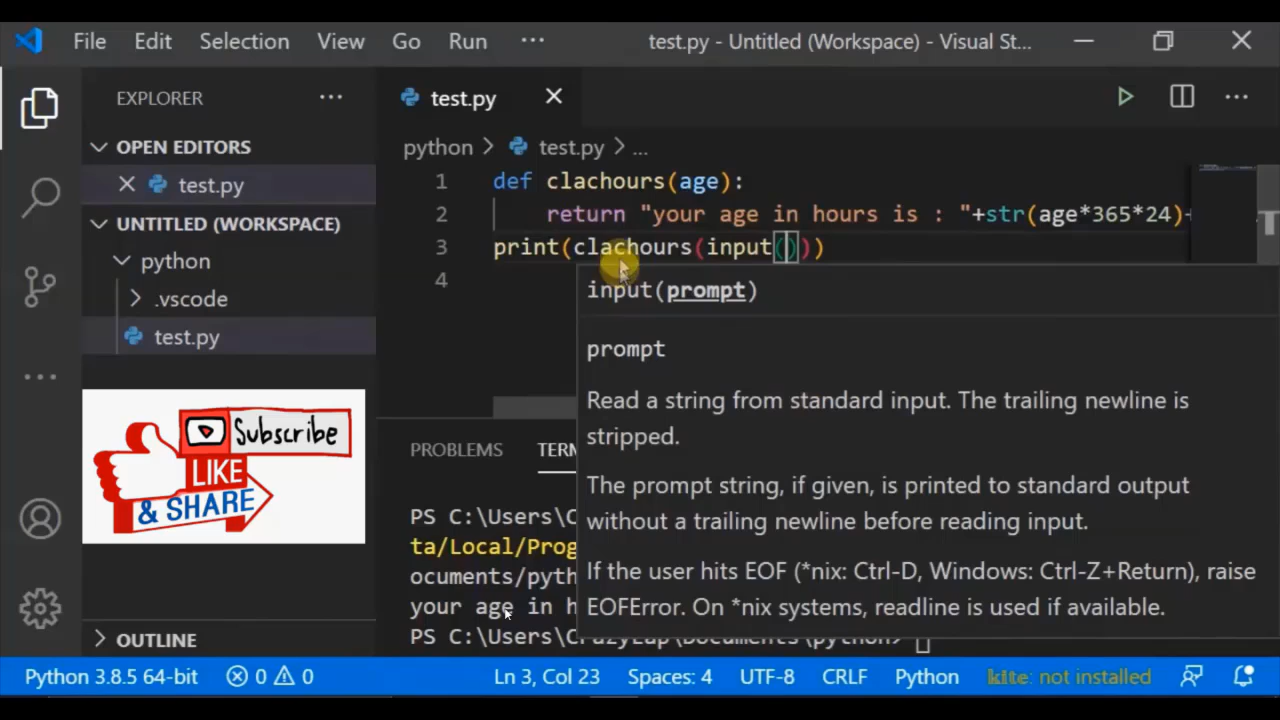 File Edit Selection View Go Run ··· test.py - Untitled (Workspace) - Visual St...
EXPLORER ···
test.py
OPEN EDITORS
test.py
UNTITLED (WORKSPACE)
python
.vscode
test.py
Subscribe
LIKE
& SHARE
OUTLINE
python > test.py > ...
1 def clachours(age):
2 return "your age in hours is : "+str(age*365*24)+
3 print(clachours(input()))
4
input(prompt)
prompt
Read a string from standard input. The trailing newline is
stripped.
The prompt string, if given, is printed to standard output
without a trailing newline before reading input.
If the user hits EOF (*nix: Ctrl-D, Windows: Ctrl-Z+Return), raise
EOFError. On *nix systems, readline is used if available.
PROBLEMS TERM
PS C:\Users\C
ta/Local/Prog
ocuments/pyth
your age in h
PS C:\Users\CrazyLap\Documents\python>
Python 3.8.5 64-bit 0 0 Ln 3, Col 23 Spaces: 4 UTF-8 CRLF Python kite: not installed